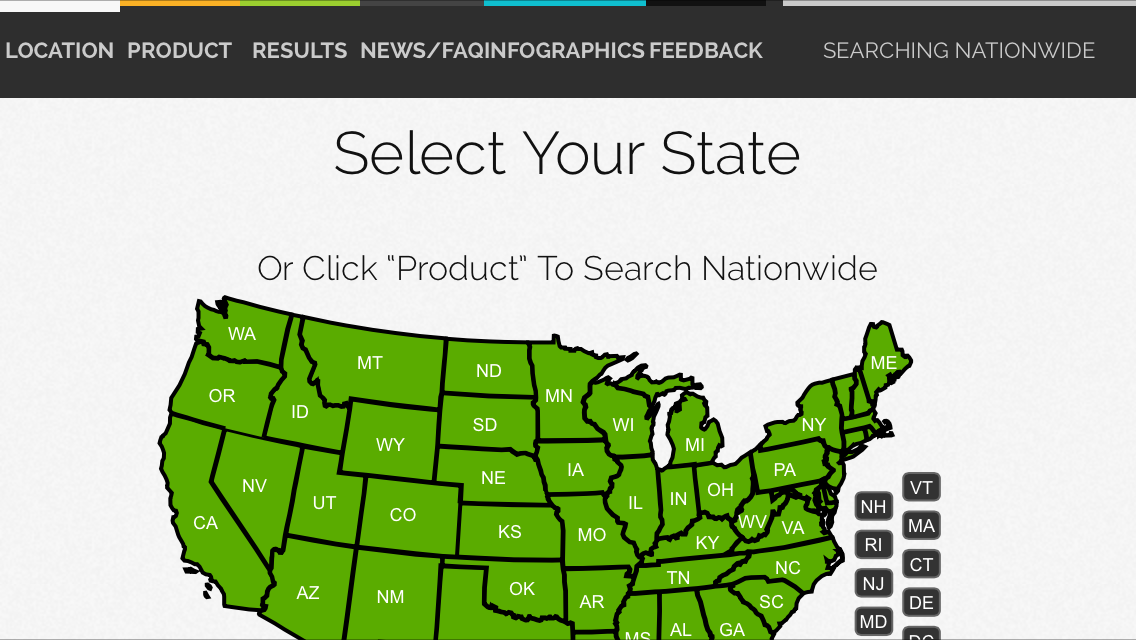 LOCATION PRODUCT RESULTS NEWS/FAQ INFOGRAPHICS FEEDBACK SEARCHING NATIONWIDE
Select Your State
Or Click "Product" To Search Nationwide
WA
MT
ND
MN
ME
OR
ID
SD
WI
NY
WY
MI
NE
IA
PA
NV
UT
CO
IL
IN
OH
VT
CA
KS
MO
WV
VA
NH
MA
KY
RI
NC
CT
TN
AZ
NM
OK
AR
SC
NJ
DE
MS
AL
GA
MD
DC